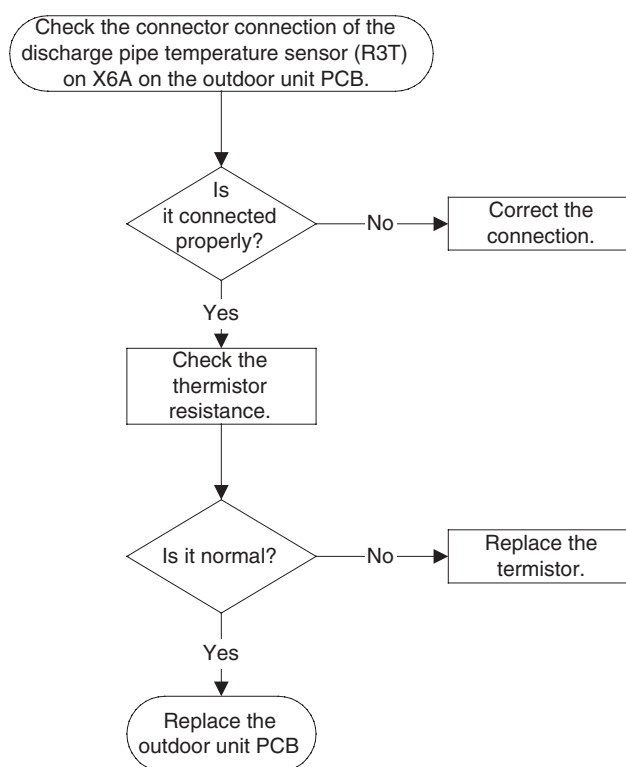 Check the connector connection of the
discharge pipe temperature sensor (R3T)
on X6A on the outdoor unit PCB.
Is
it connected
properly?
No
Correct the
connection.
Yes
Check the
thermistor
resistance.
Is it normal?
No
Replace the
termistor.
Yes
Replace the
outdoor unit PCB